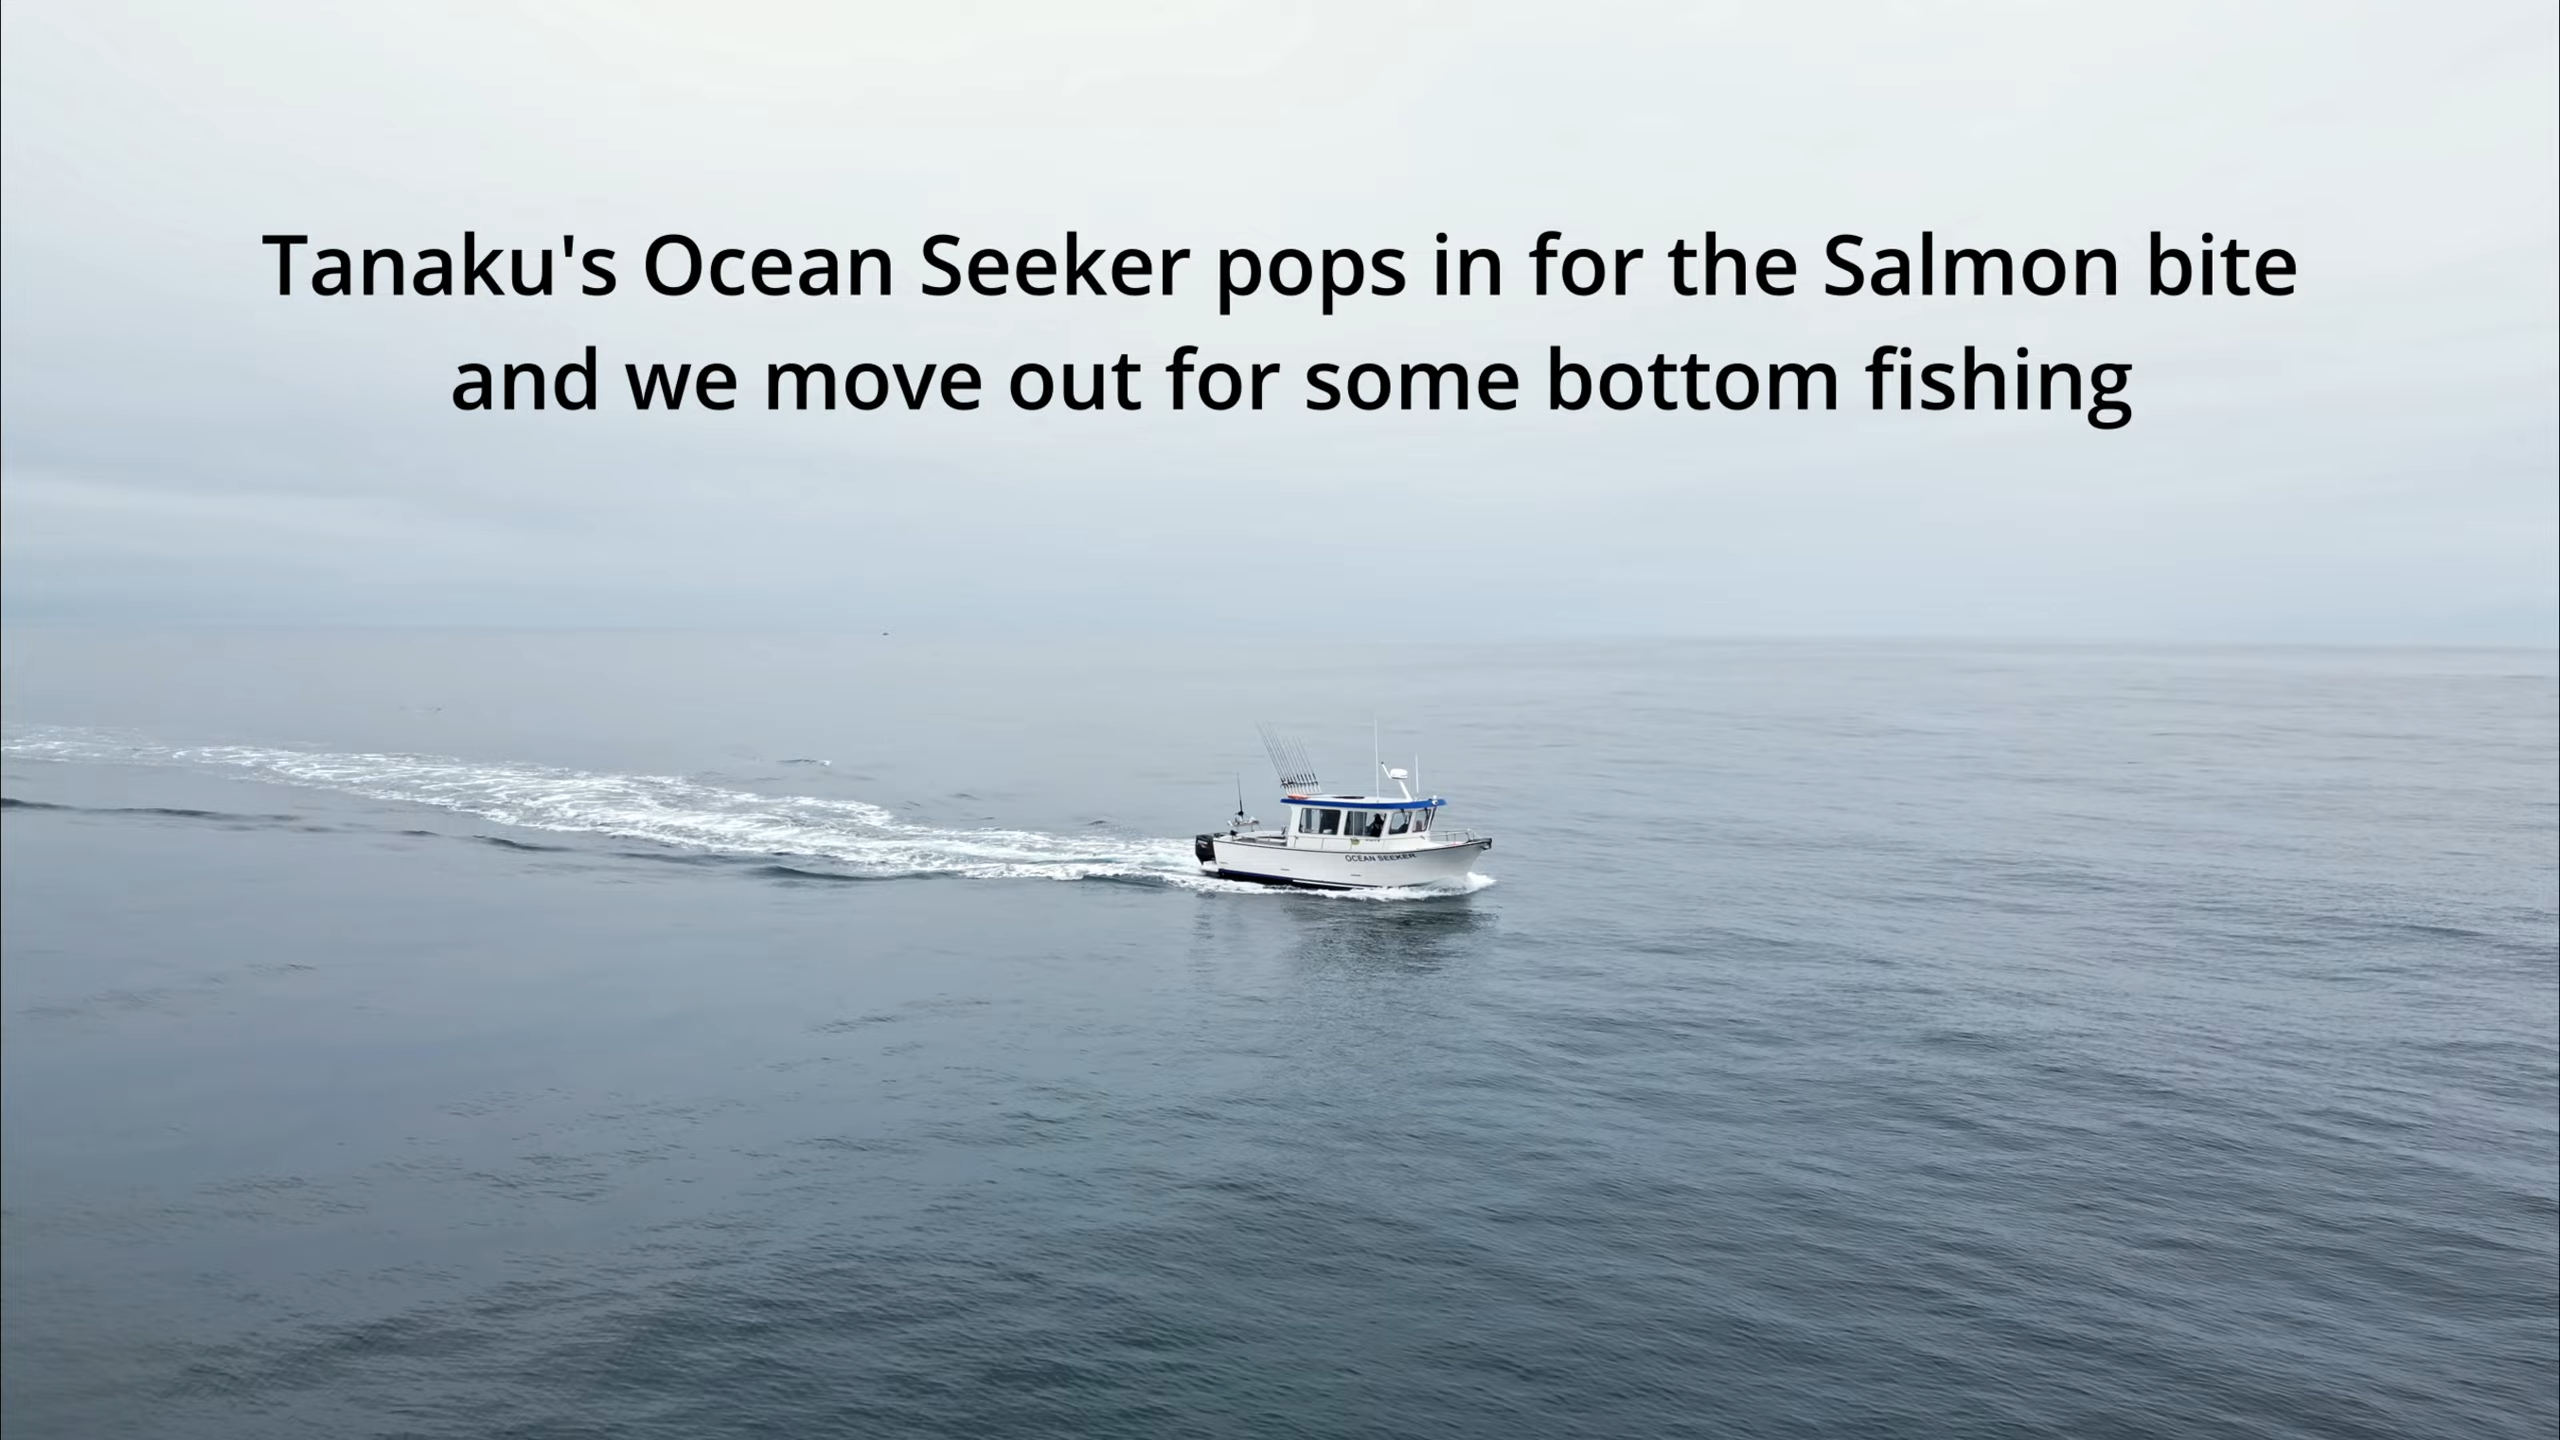 Tanaku's Ocean Seeker pops in for the Salmon bite
and we move out for some bottom fishing
OCEAN SEEKER